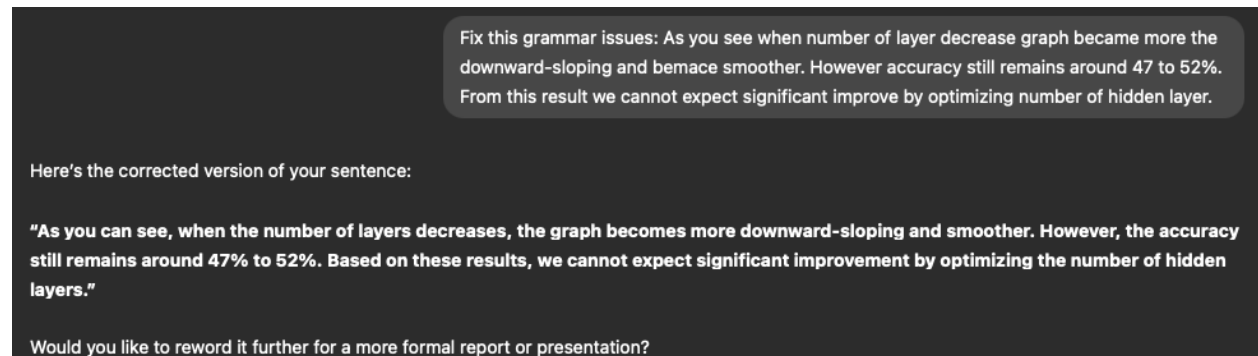 Fix this grammar issues: As you see when number of layer decrease graph became more the
downward-sloping and bemace smoother. However accuracy still remains around 47 to 52%.
From this result we cannot expect significant improve by optimizing number of hidden layer.
Here's the corrected version of your sentence:
"As you can see, when the number of layers decreases, the graph becomes more downward-sloping and smoother. However, the accuracy
still remains around 47% to 52%. Based on these results, we cannot expect significant improvement by optimizing the number of hidden
layers."
Would you like to reword it further for a more formal report or presentation?